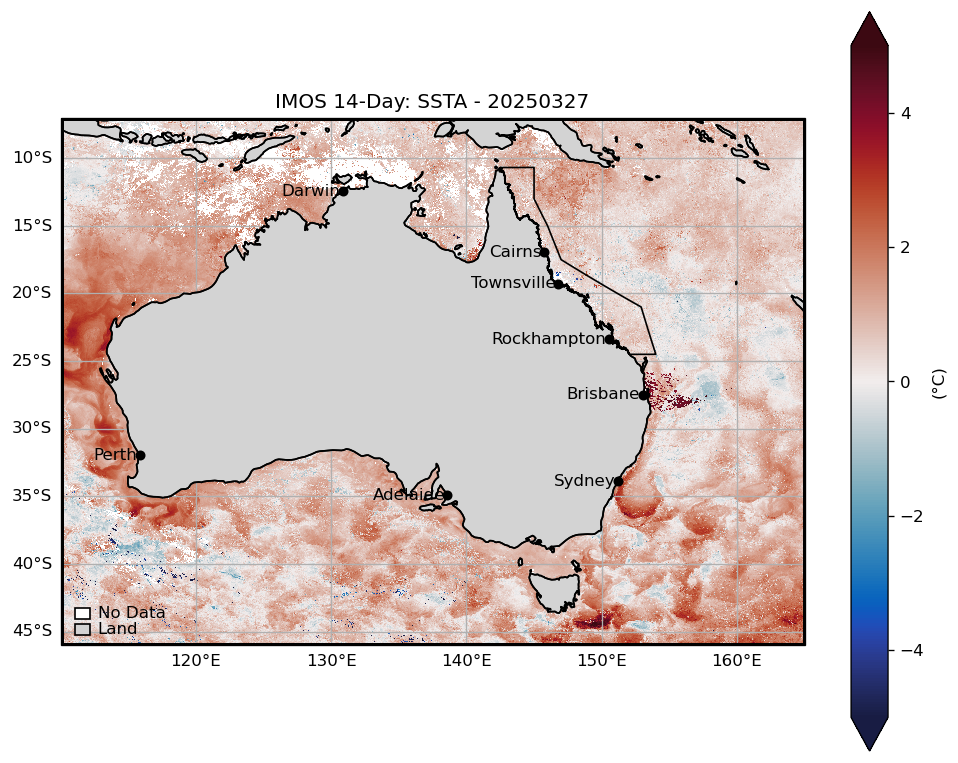 IMOS 14-Day: SSTA - 20250327
10°S
15°S
20°S
25°S
30°S
35°S
40°S
45°S
Darwin
Cairns
Townsville
Rockhampton
Brisbane
Perth
Sydney
Adelaide
No Data
Land
120°E
130°E
140°E
150°E
160°E
4
2
0
−2
−4
(°C)